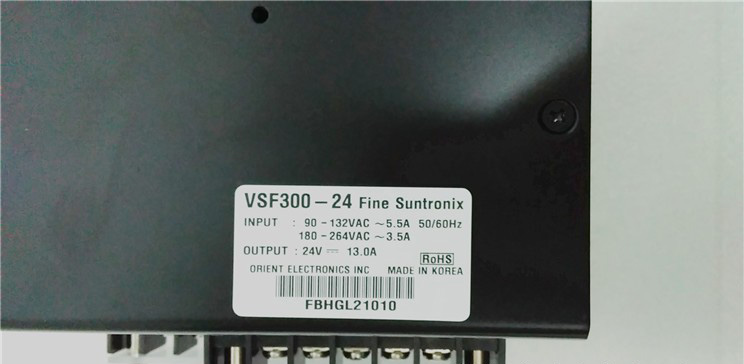 VSF300-24 Fine Suntronix
INPUT : 90-132VAC ~5.5A 50/60Hz
180-264VAC ~3.5A
OUTPUT : 24V ⎓ 13.0A
RoHS
ORIENT ELECTRONICS INC MADE IN KOREA
FBHGL21010